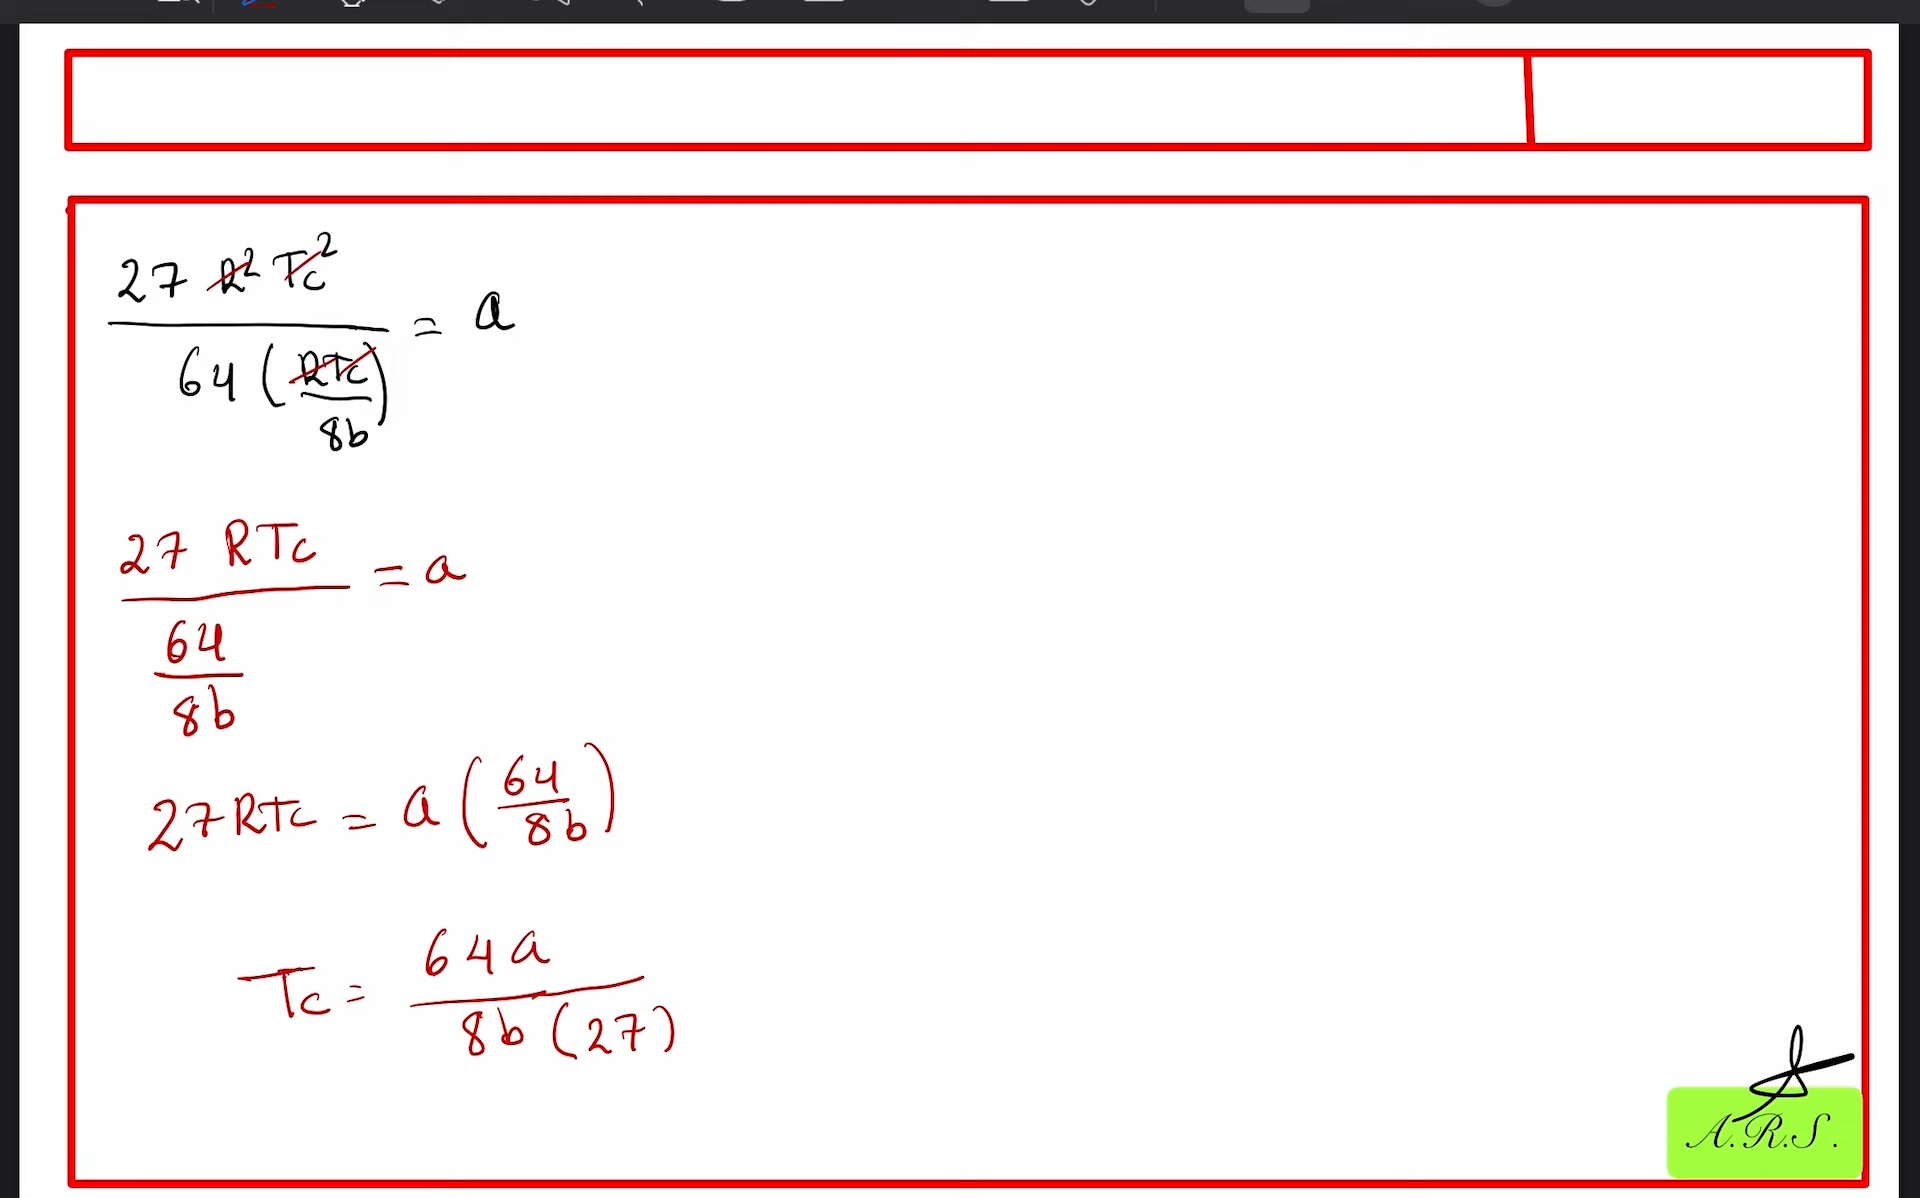 27 R² Tc²
= a
64 (RTc
8b)
27 RTc
= a
64
8b
27RTc = a (64/8b)
Tc = 64a
8b (27)
A.R.S.